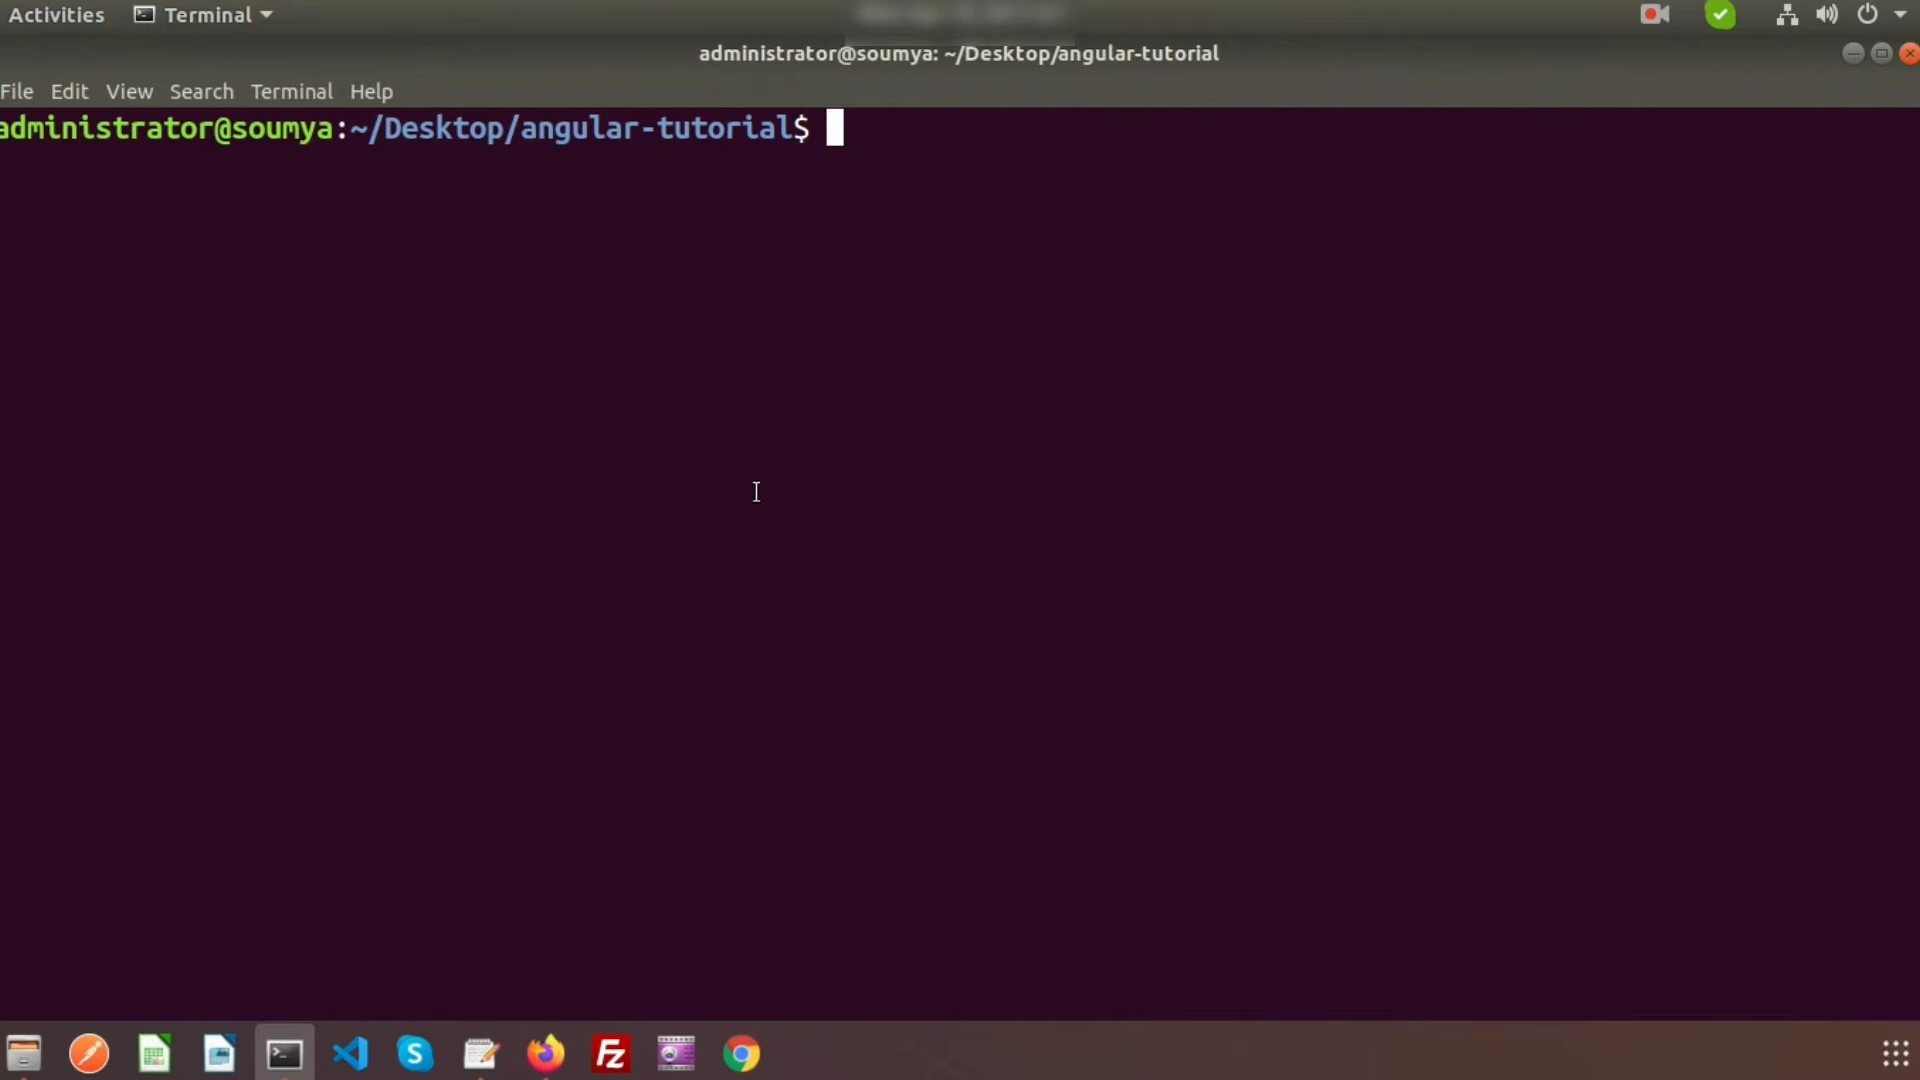 Activities Terminal
administrator@soumya: ~/Desktop/angular-tutorial
File Edit View Search Terminal Help
administrator@soumya:~/Desktop/angular-tutorial$